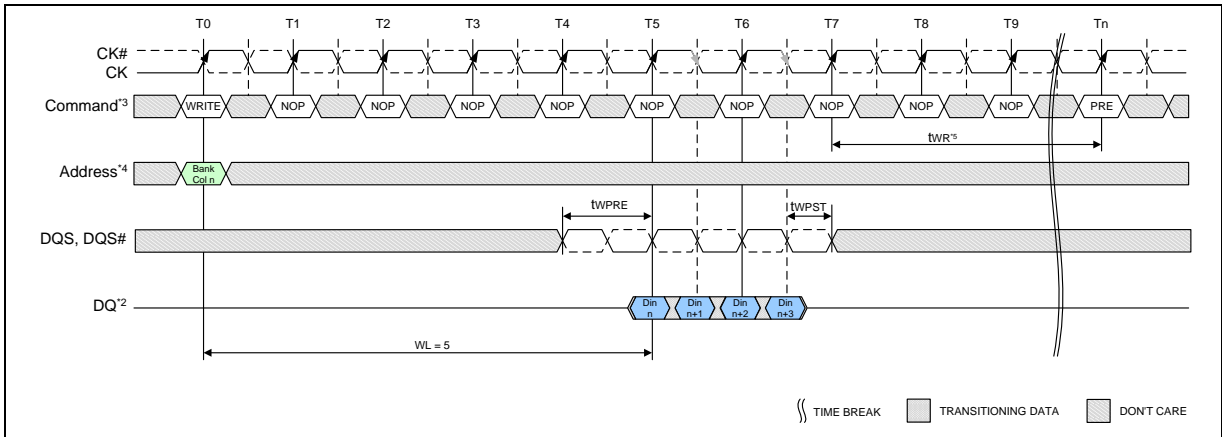 T0 T1 T2 T3 T4 T5 T6 T7 T8 T9 Tn
CK#
CK
Command*3 WRITE NOP NOP NOP NOP NOP NOP NOP NOP NOP PRE
tWR*5
Address*4 Bank
Col n
tWPRE tWPST
DQS, DQS#
DQ*2 Din n Din n+1 Din n+2 Din n+3
WL = 5
TIME BREAK TRANSITIONING DATA DON'T CARE